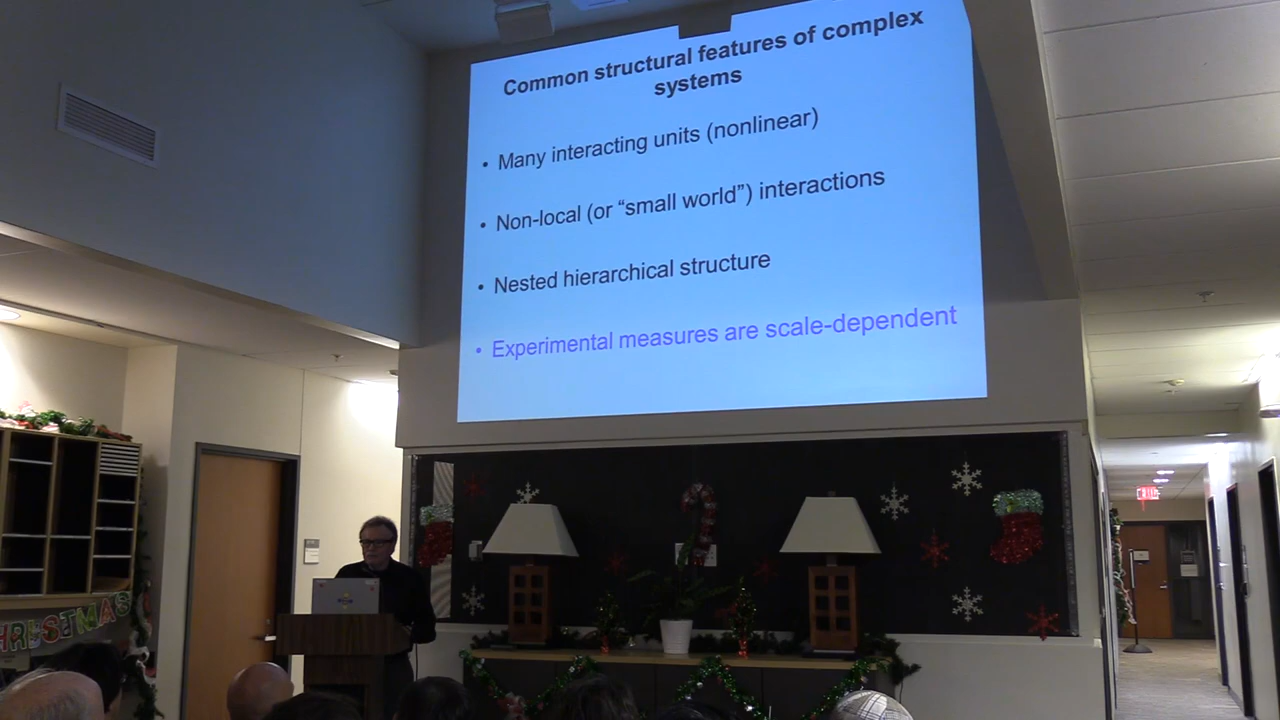 Common structural features of complex
systems
• Many interacting units (nonlinear)
• Non-local (or “small world”) interactions
• Nested hierarchical structure
• Experimental measures are scale-dependent
EXIT
HRISTMAS